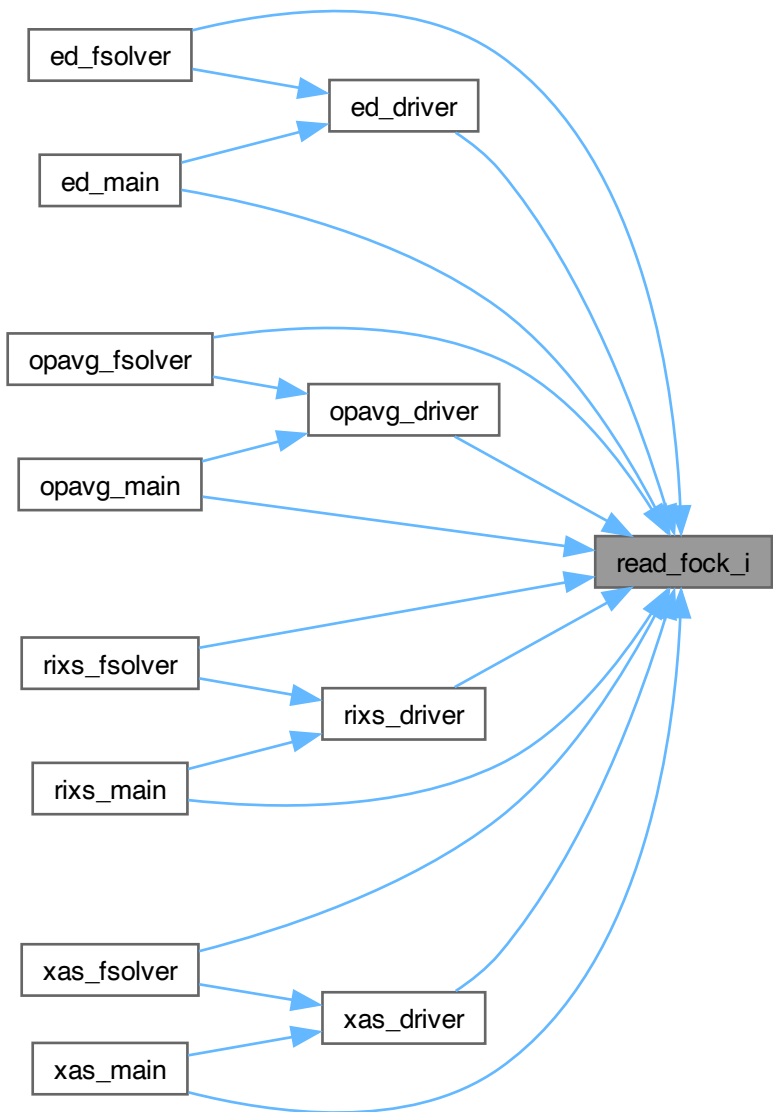 ed_fsolver
ed_driver
ed_main
opavg_fsolver
opavg_driver
opavg_main
read_fock_i
rixs_fsolver
rixs_driver
rixs_main
xas_fsolver
xas_driver
xas_main